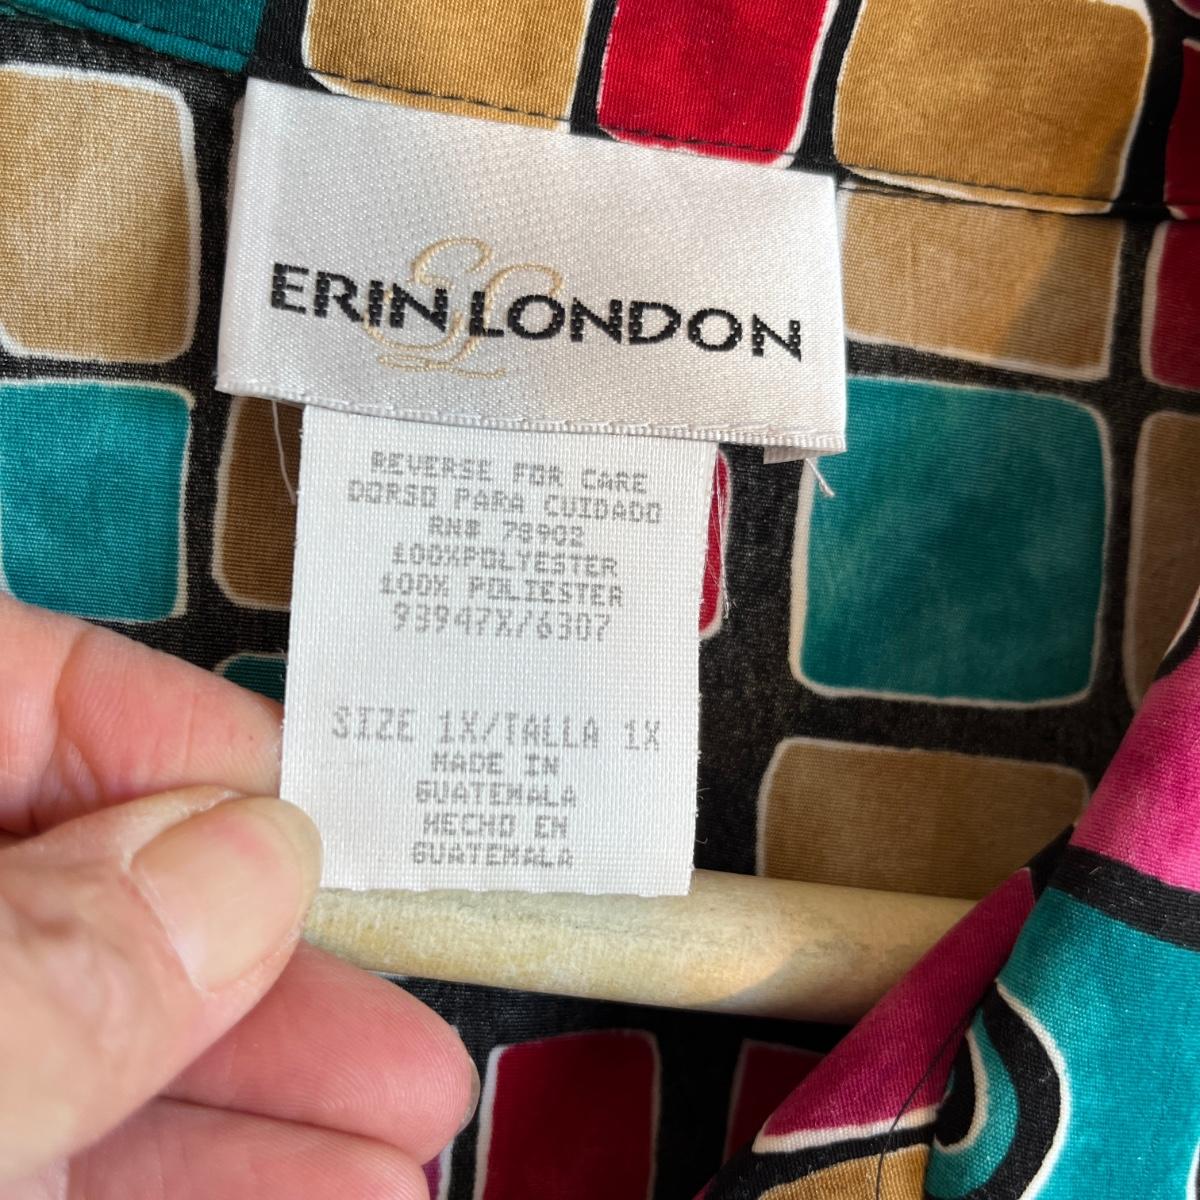 ERIN LONDON
REVERSE FOR CARE
DORSO PARA CUIDADO
RN# 78902
100%POLYESTER
100% POLIESTER
93947X/6307
SIZE 1X/TALLA 1X
MADE IN
GUATEMALA
HECHO EN
GUATEMALA